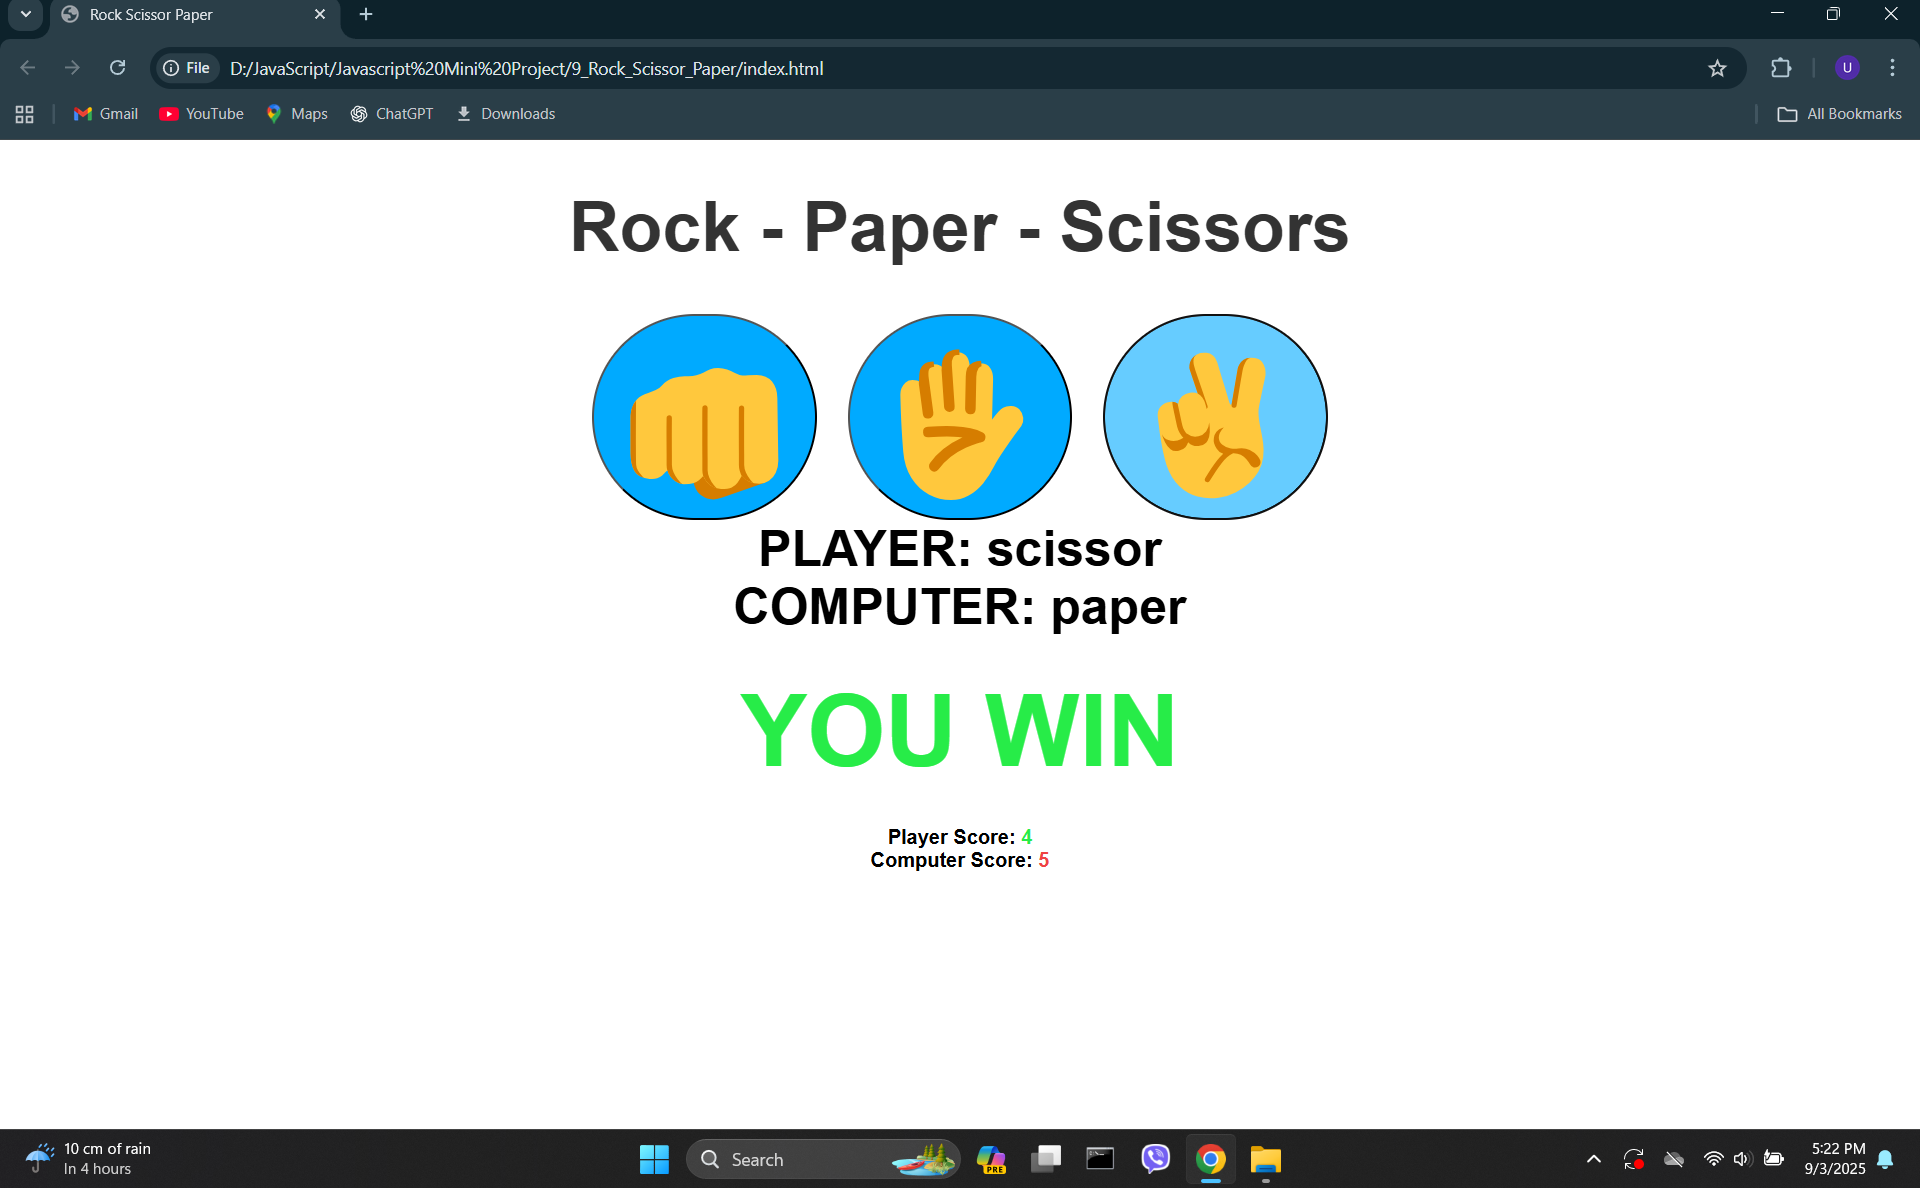 Rock Scissor Paper
File
D:/JavaScript/Javascript%20Mini%20Project/9_Rock_Scissor_Paper/index.html
U
Gmail
YouTube
Maps
ChatGPT
Downloads
All Bookmarks
Rock - Paper - Scissors
PLAYER: scissor
COMPUTER: paper
YOU WIN
Player Score: 4
Computer Score: 5
10 cm of rain
In 4 hours
Search
PRE
5:22 PM
9/3/2025